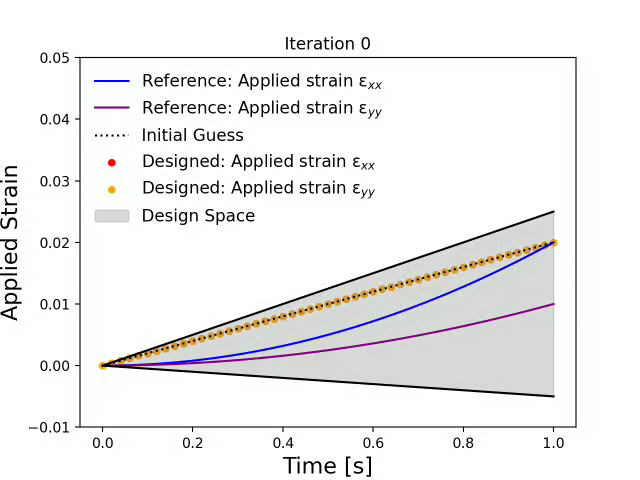 Iteration 0
Applied Strain
0.05
0.04
0.03
0.02
0.01
0.00
−0.01
Reference: Applied strain εxx
Reference: Applied strain εyy
Initial Guess
Designed: Applied strain εxx
Designed: Applied strain εyy
Design Space
0.0 0.2 0.4 0.6 0.8 1.0
Time [s]